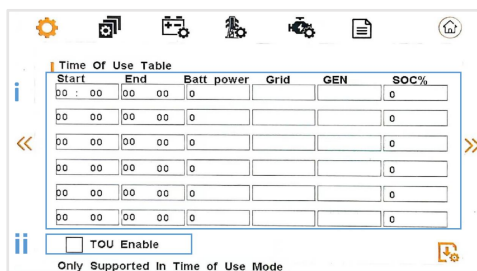 Time Of Use Table
Start End Batt power Grid GEN SOC%
i
00 : 00 00 00 0 0
00 00 00 00 0 0
00 00 00 00 0 0
00 00 00 00 0 0
00 00 00 00 0 0
00 00 00 00 0 0
ii
TOU Enable
Only Supported In Time of Use Mode